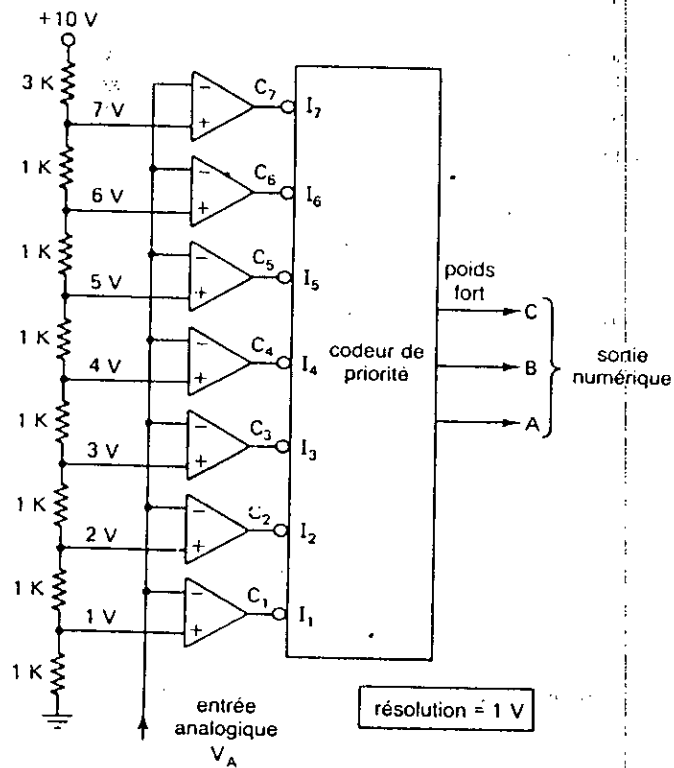 +10 V
3 K
7 V
C₇
I₇
1 K
6 V
C₆
I₆
1 K
5 V
C₅
I₅
1 K
4 V
C₄
I₄
1 K
3 V
C₃
I₃
1 K
2 V
C₂
I₂
1 K
1 V
C₁
I₁
1 K
− +
− +
− +
− +
− +
− +
− +
codeur de
priorité
poids
fort
C
B
A
sortie
numérique
entrée
analogique
V_A
résolution = 1 V